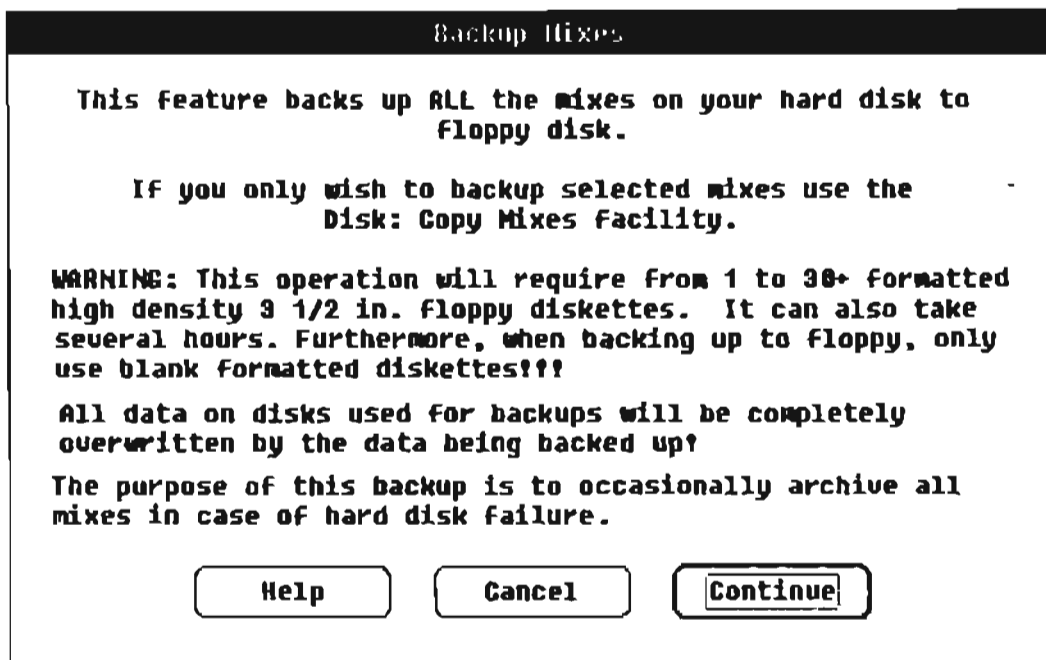 Backup Mixes
This feature backs up ALL the mixes on your hard disk to
floppy disk.
If you only wish to backup selected mixes use the
Disk: Copy Mixes facility.
WARNING: This operation will require from 1 to 30+ formatted
high density 3 1/2 in. floppy diskettes.  It can also take
several hours. Furthermore, when backing up to floppy, only
use blank formatted diskettes!!!
All data on disks used for backups will be completely
overwritten by the data being backed up!
The purpose of this backup is to occasionally archive all
mixes in case of hard disk failure.
Help
Cancel
Continue